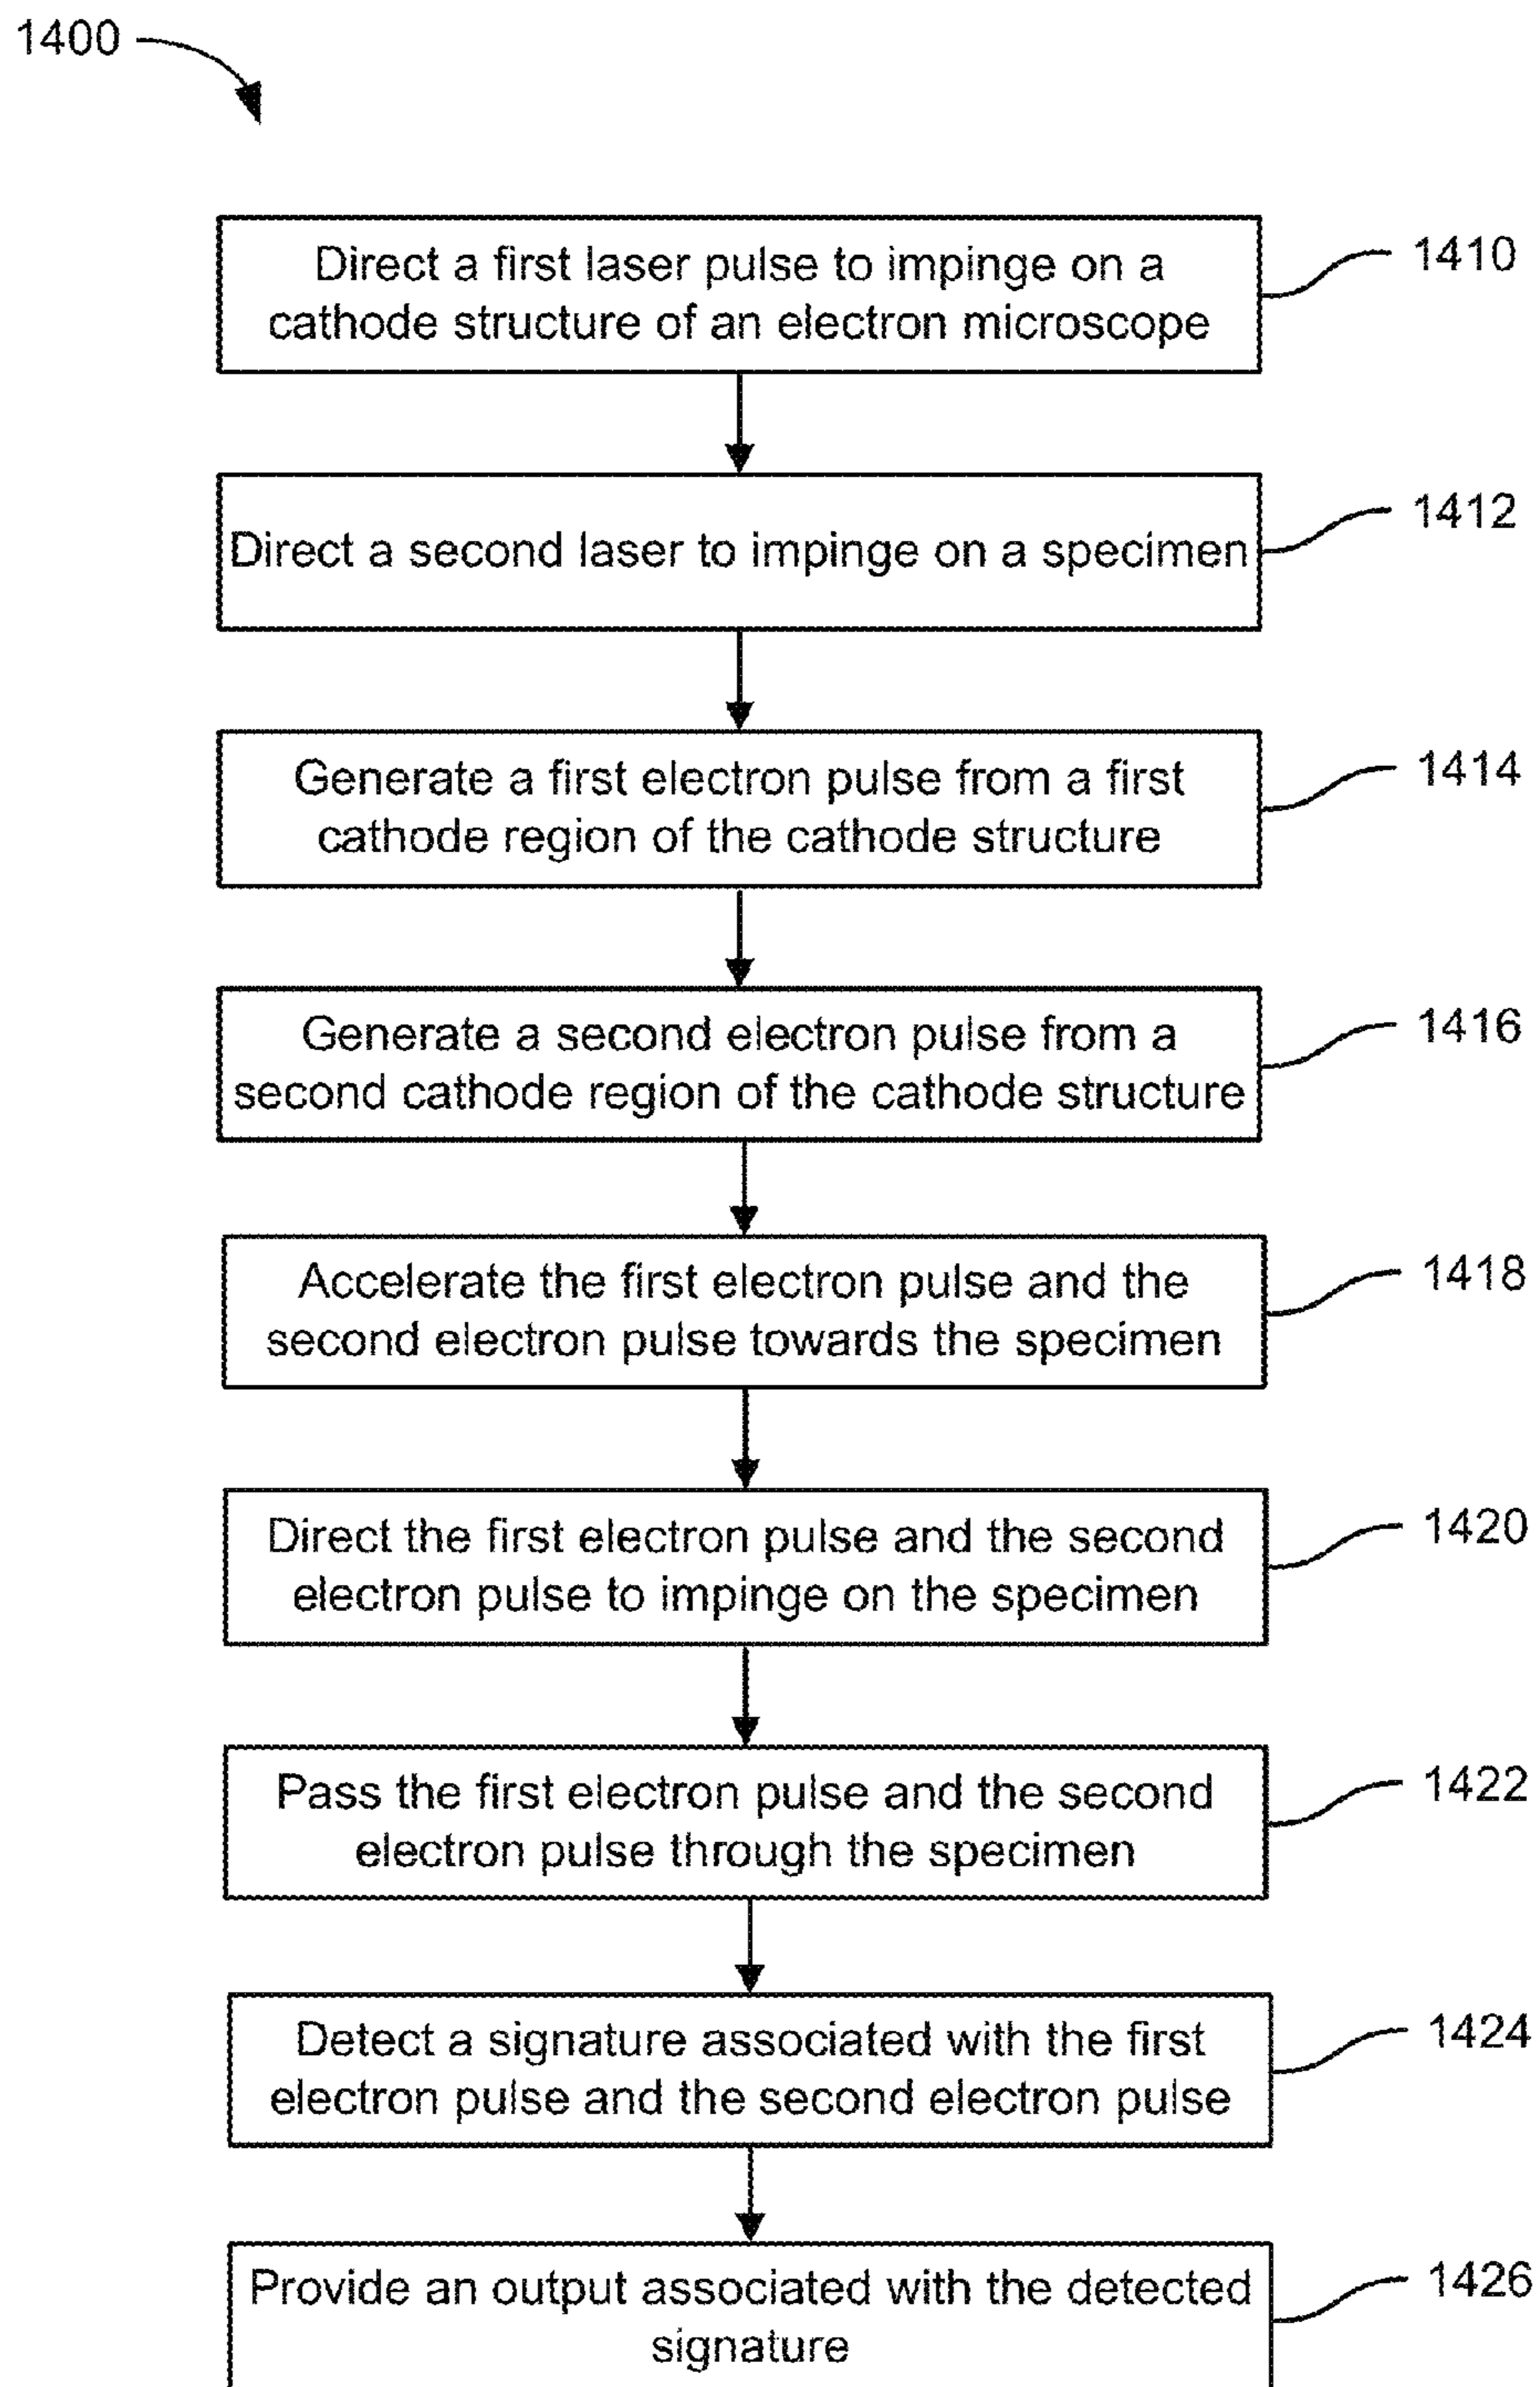 1400
Direct a first laser pulse to impinge on a
cathode structure of an electron microscope
1410
Direct a second laser to impinge on a specimen
1412
Generate a first electron pulse from a first
cathode region of the cathode structure
1414
Generate a second electron pulse from a
second cathode region of the cathode structure
1416
Accelerate the first electron pulse and the
second electron pulse towards the specimen
1418
Direct the first electron pulse and the second
electron pulse to impinge on the specimen
1420
Pass the first electron pulse and the second
electron pulse through the specimen
1422
Detect a signature associated with the first
electron pulse and the second electron pulse
1424
Provide an output associated with the detected
signature
1426